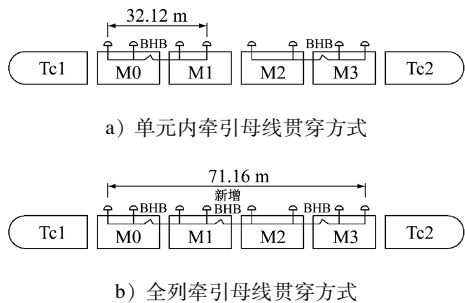 32.12 m
BHB BHB
Tc1 M0 M1 M2 M3 Tc2
a）单元内牵引母线贯穿方式
71.16 m
新增
BHB BHB BHB
Tc1 M0 M1 M2 M3 Tc2
b）全列牵引母线贯穿方式